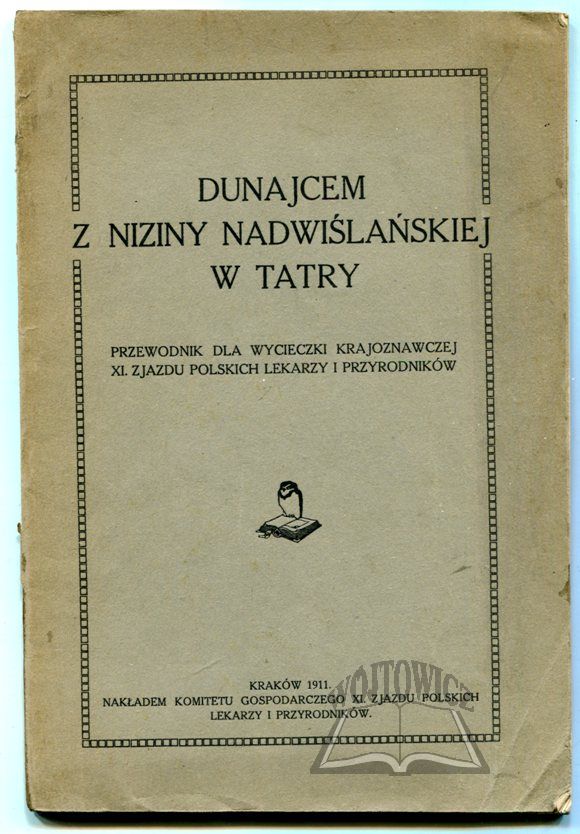 DUNAJCEM
Z NIZINY NADWIŚLAŃSKIEJ
W TATRY
PRZEWODNIK DLA WYCIECZKI KRAJOZNAWCZEJ
XI. ZJAZDU POLSKICH LEKARZY I PRZYRODNIKÓW
KRAKÓW 1911.
NAKŁADEM KOMITETU GOSPODARCZEGO XI. ZJAZDU POLSKICH
LEKARZY I PRZYRODNIKÓW.
WÓJTOWICZ